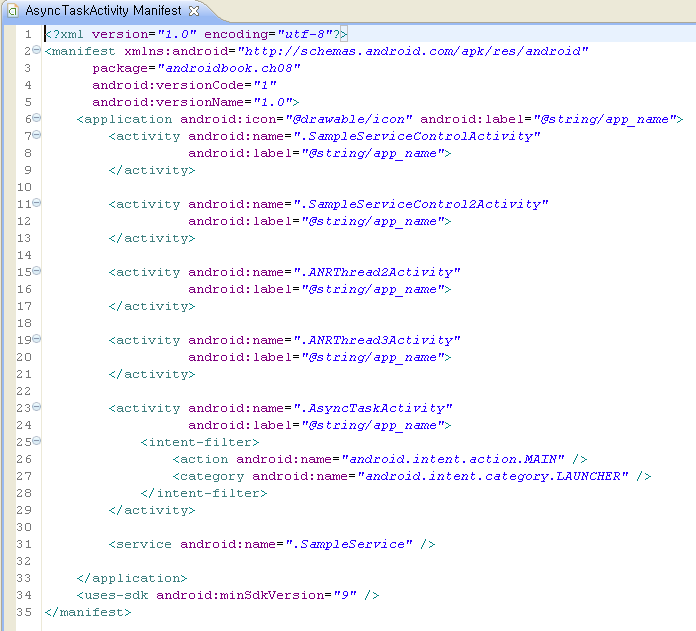 AsyncTaskActivity Manifest
1 <?xml version="1.0" encoding="utf-8"?>
2 <manifest xmlns:android="http://schemas.android.com/apk/res/android"
3 package="androidbook.ch08"
4 android:versionCode="1"
5 android:versionName="1.0">
6 <application android:icon="@drawable/icon" android:label="@string/app_name">
7 <activity android:name=".SampleServiceControlActivity"
8 android:label="@string/app_name">
9 </activity>
10
11 <activity android:name=".SampleServiceControl2Activity"
12 android:label="@string/app_name">
13 </activity>
14
15 <activity android:name=".ANRThread2Activity"
16 android:label="@string/app_name">
17 </activity>
18
19 <activity android:name=".ANRThread3Activity"
20 android:label="@string/app_name">
21 </activity>
22
23 <activity android:name=".AsyncTaskActivity"
24 android:label="@string/app_name">
25 <intent-filter>
26 <action android:name="android.intent.action.MAIN" />
27 <category android:name="android.intent.category.LAUNCHER" />
28 </intent-filter>
29 </activity>
30
31 <service android:name=".SampleService" />
32
33 </application>
34 <uses-sdk android:minSdkVersion="9" />
35 </manifest>